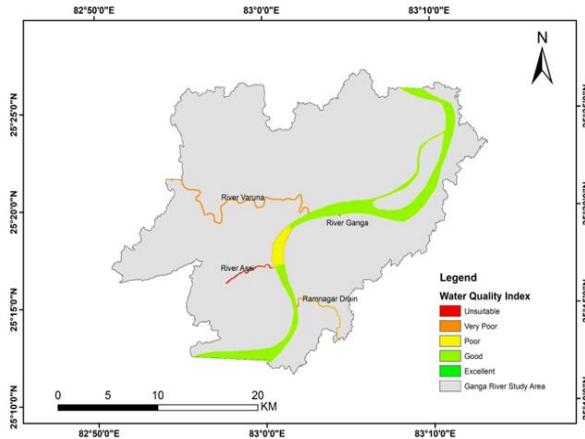 82°50'0"E 83°0'0"E 83°10'0"E
N
25°25'0"N
25°20'0"N
25°15'0"N
25°10'0"N
River Varuna
River Ganga
River Assi
Ramnagar Drain
Legend
Water Quality Index
Unsuitable
Very Poor
Poor
Good
Excellent
Ganga River Study Area
0 5 10 20
KM
82°50'0"E 83°0'0"E 83°10'0"E